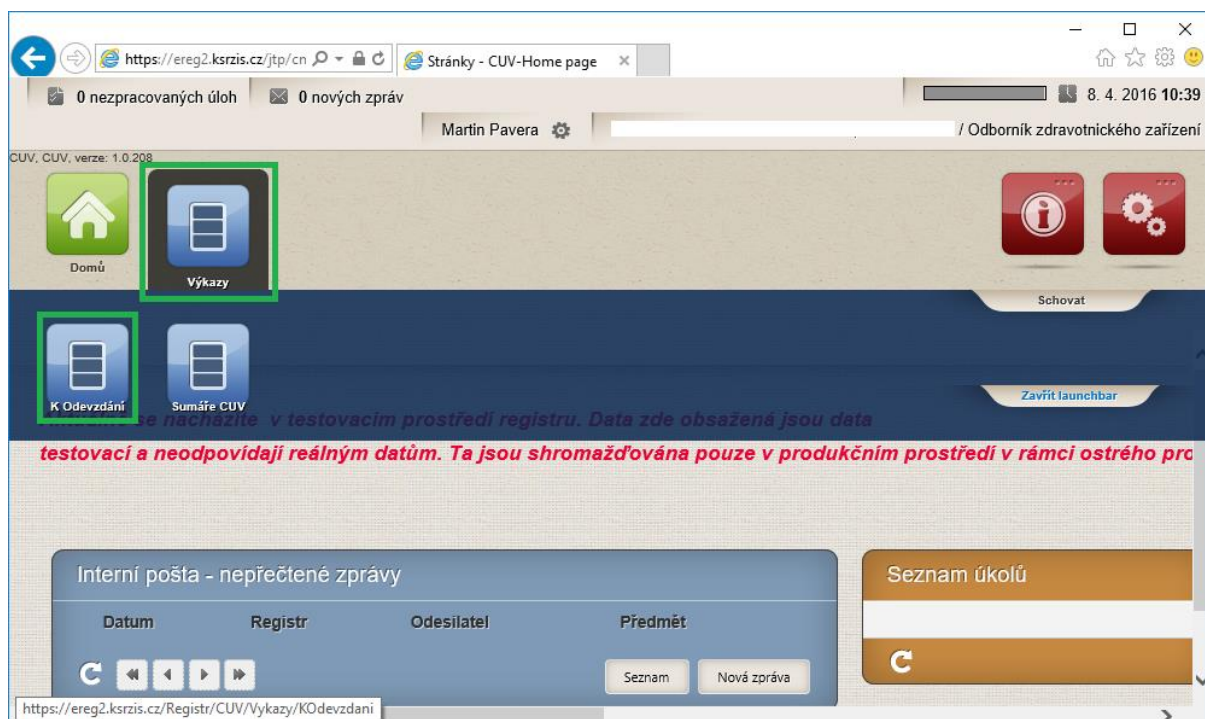 https://ereg2.ksrzis.cz/jtp/cn
Stránky - CUV-Home page
0 nezpracovaných úloh
0 nových zpráv
8. 4. 2016 10:39
Martin Pavera
/ Odborník zdravotnického zařízení
CUV, CUV, verze: 1.0.208
Domů
Výkazy
Schovat
K Odevzdání
Sumáře CUV
Zavřít launchbar
se nacházíte v testovacím prostředí registru. Data zde obsažená jsou data
testovací a neodpovídají reálným datům. Ta jsou shromažďována pouze v produkčním prostředí v rámci ostrého pro
Interní pošta - nepřečtené zprávy
Seznam úkolů
Datum Registr Odesilatel Předmět
Seznam
Nová zpráva
https://ereg2.ksrzis.cz/Registr/CUV/Vykazy/KOdevzdani